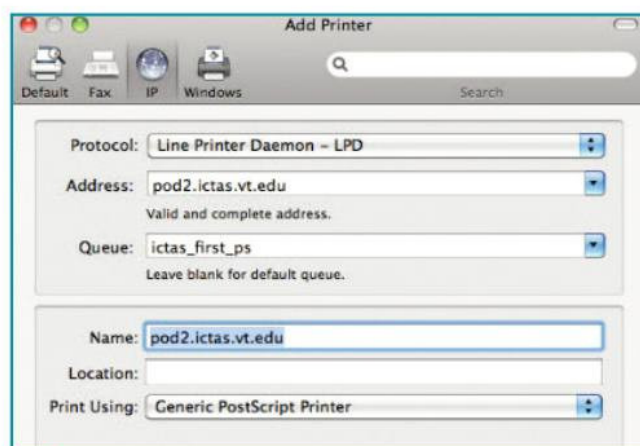 Add Printer
Default Fax IP Windows Search
Protocol: Line Printer Daemon – LPD
Address: pod2.ictas.vt.edu
Valid and complete address.
Queue: ictas_first_ps
Leave blank for default queue.
Name: pod2.ictas.vt.edu
Location:
Print Using: Generic PostScript Printer